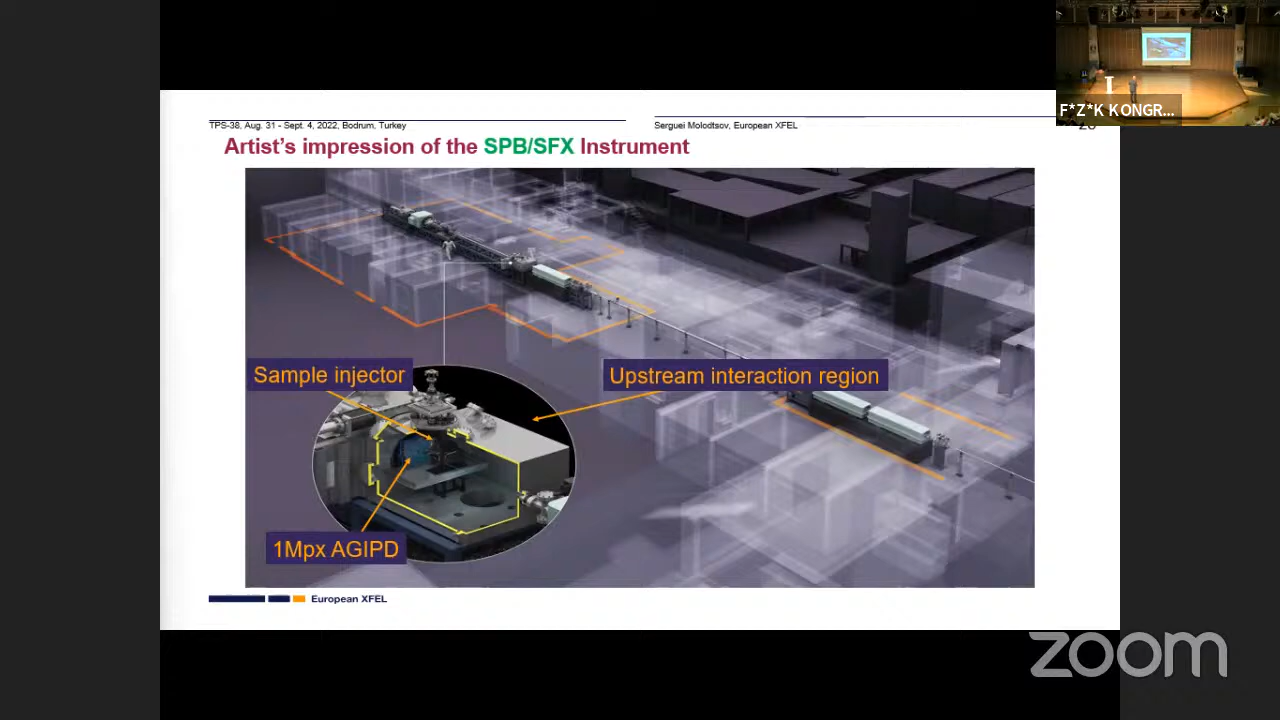 F*Z*K KONGR...
TPS-38, Aug. 31 - Sept. 4, 2022, Bodrum, Turkey
Serguei Molodtsov, European XFEL
Artist's impression of the SPB/SFX Instrument
Sample injector
Upstream interaction region
1Mpx AGIPD
European XFEL
zoom